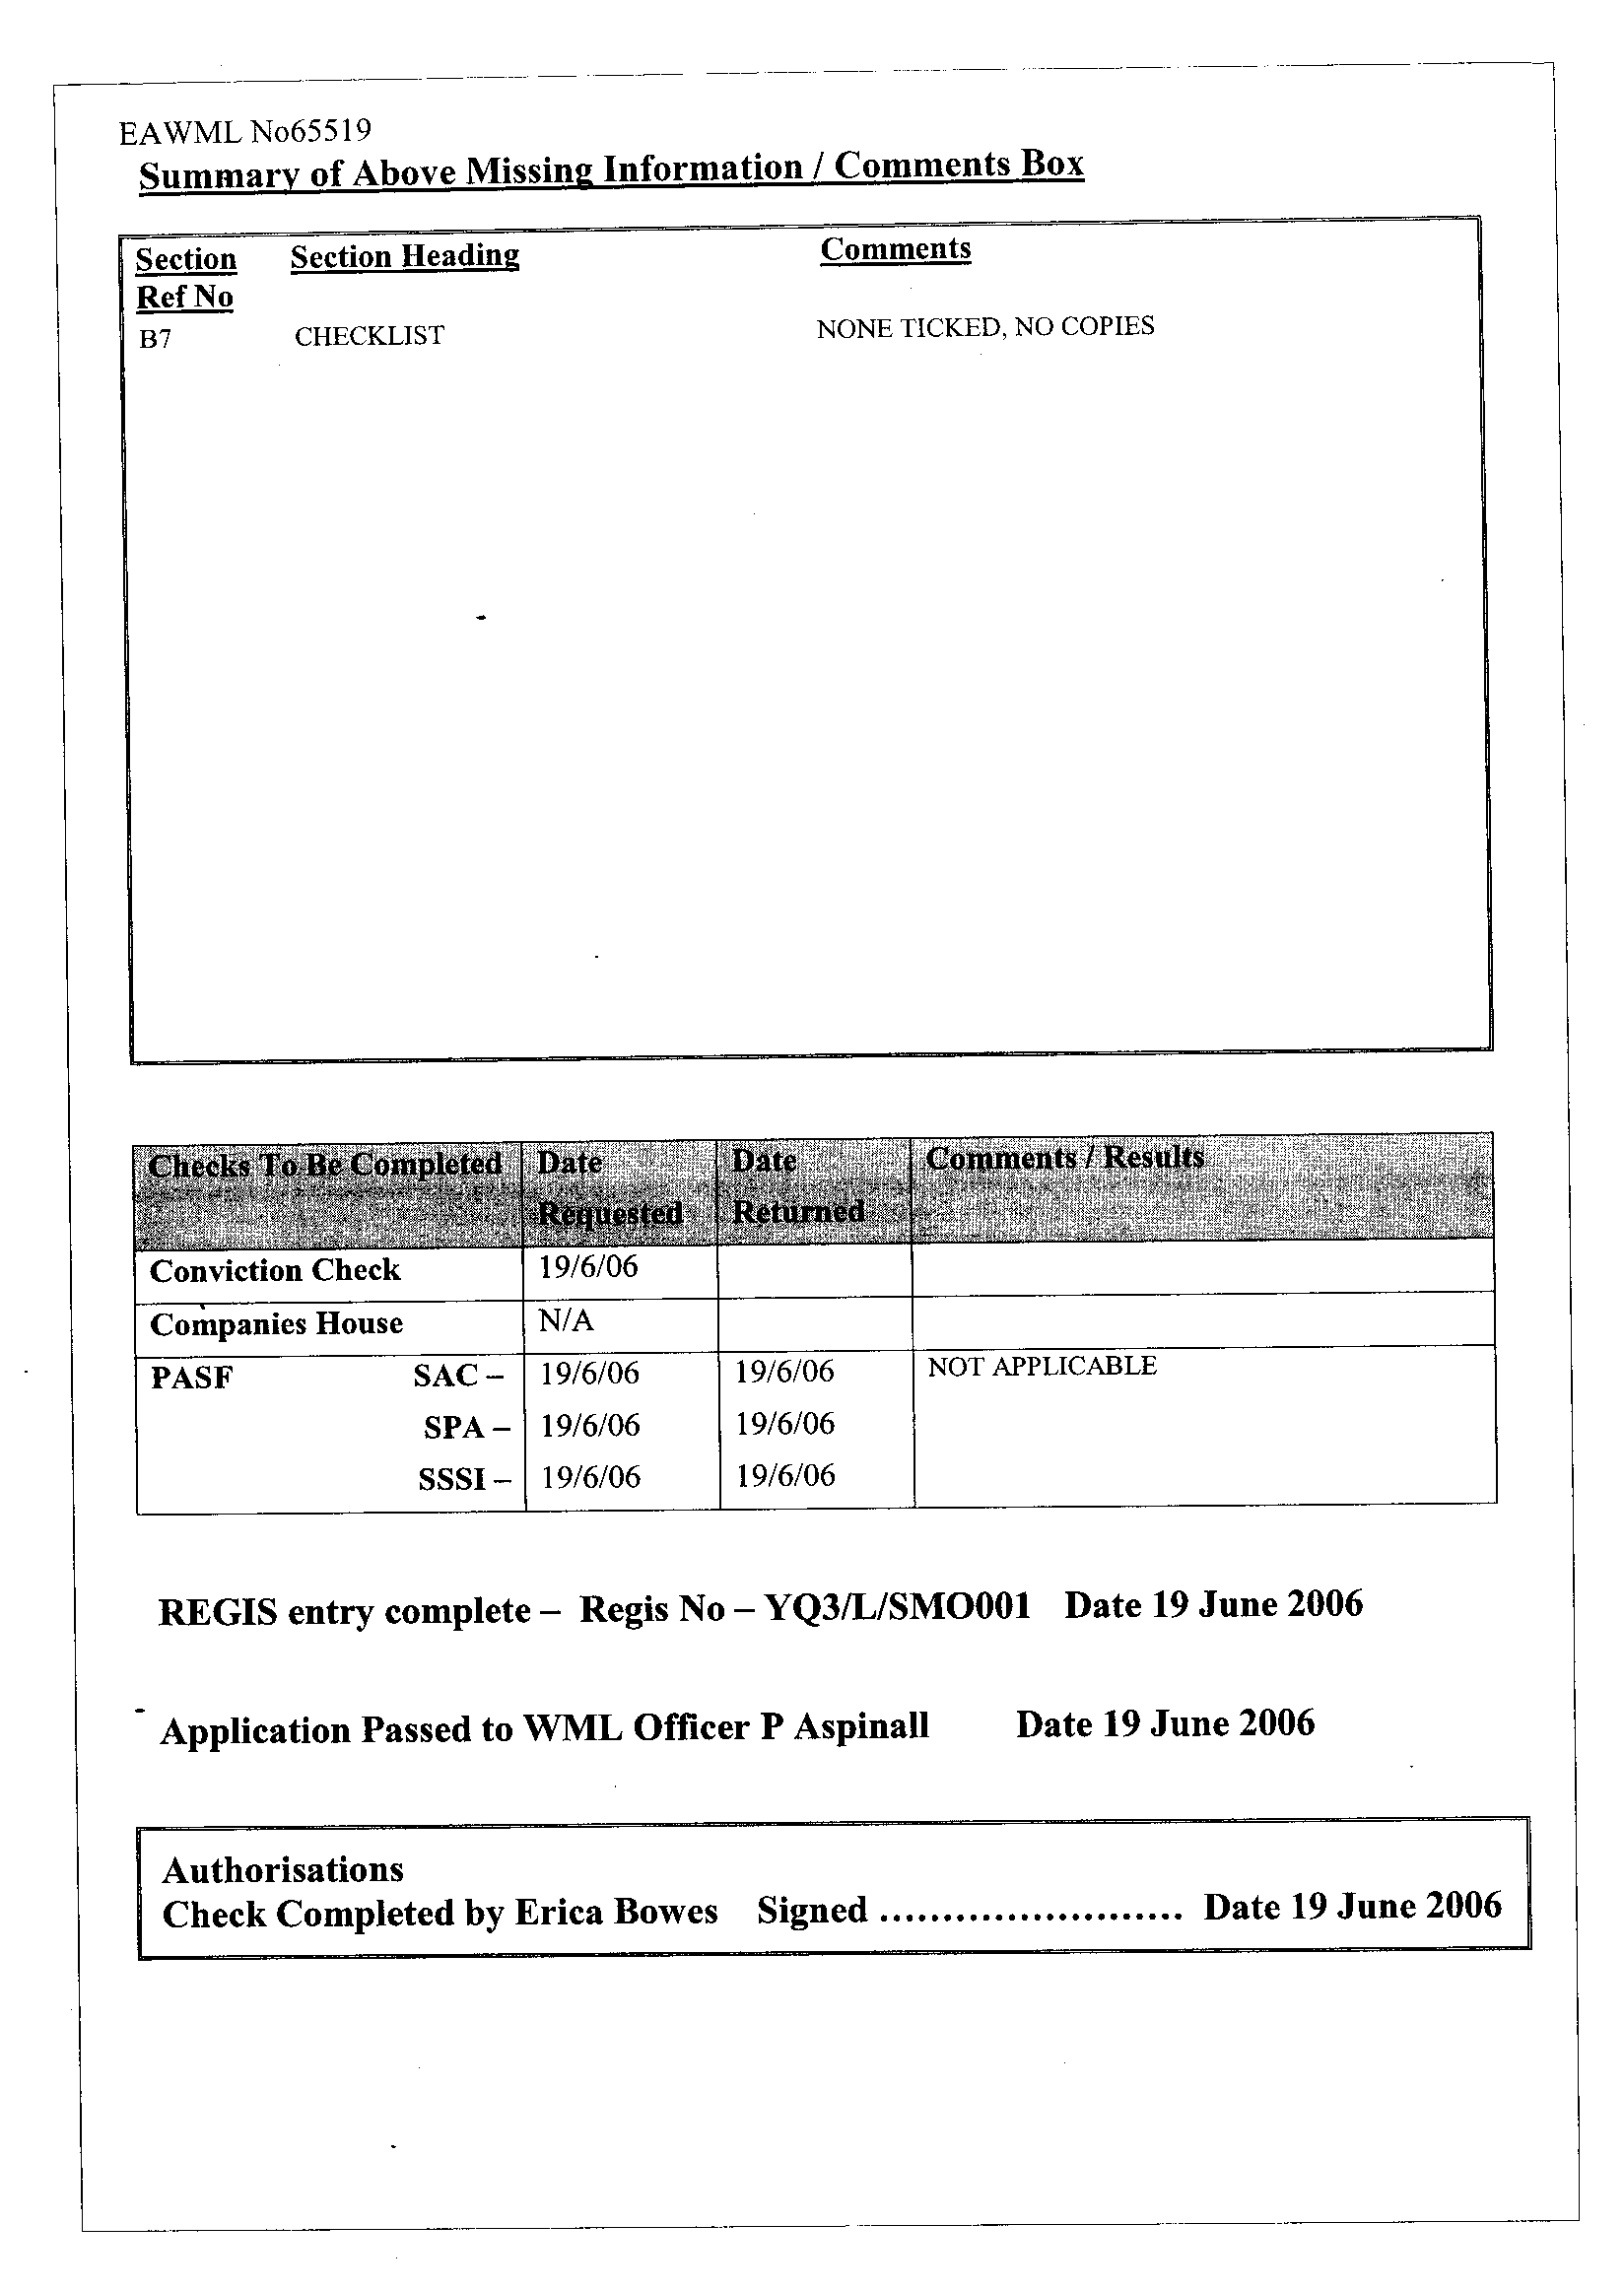 EAWML No65519
Summary of Above Missing Information / Comments Box
Section Section Heading Comments
Ref No
B7 CHECKLIST NONE TICKED, NO COPIES
Checks To Be Completed Date Date Comments / Results
Requested Returned
Conviction Check 19/6/06
Companies House N/A
PASF SAC – 19/6/06 19/6/06 NOT APPLICABLE
SPA – 19/6/06 19/6/06
SSSI – 19/6/06 19/6/06
REGIS entry complete – Regis No – YQ3/L/SMO001 Date 19 June 2006
Application Passed to WML Officer P Aspinall Date 19 June 2006
Authorisations
Check Completed by Erica Bowes Signed ........................ Date 19 June 2006